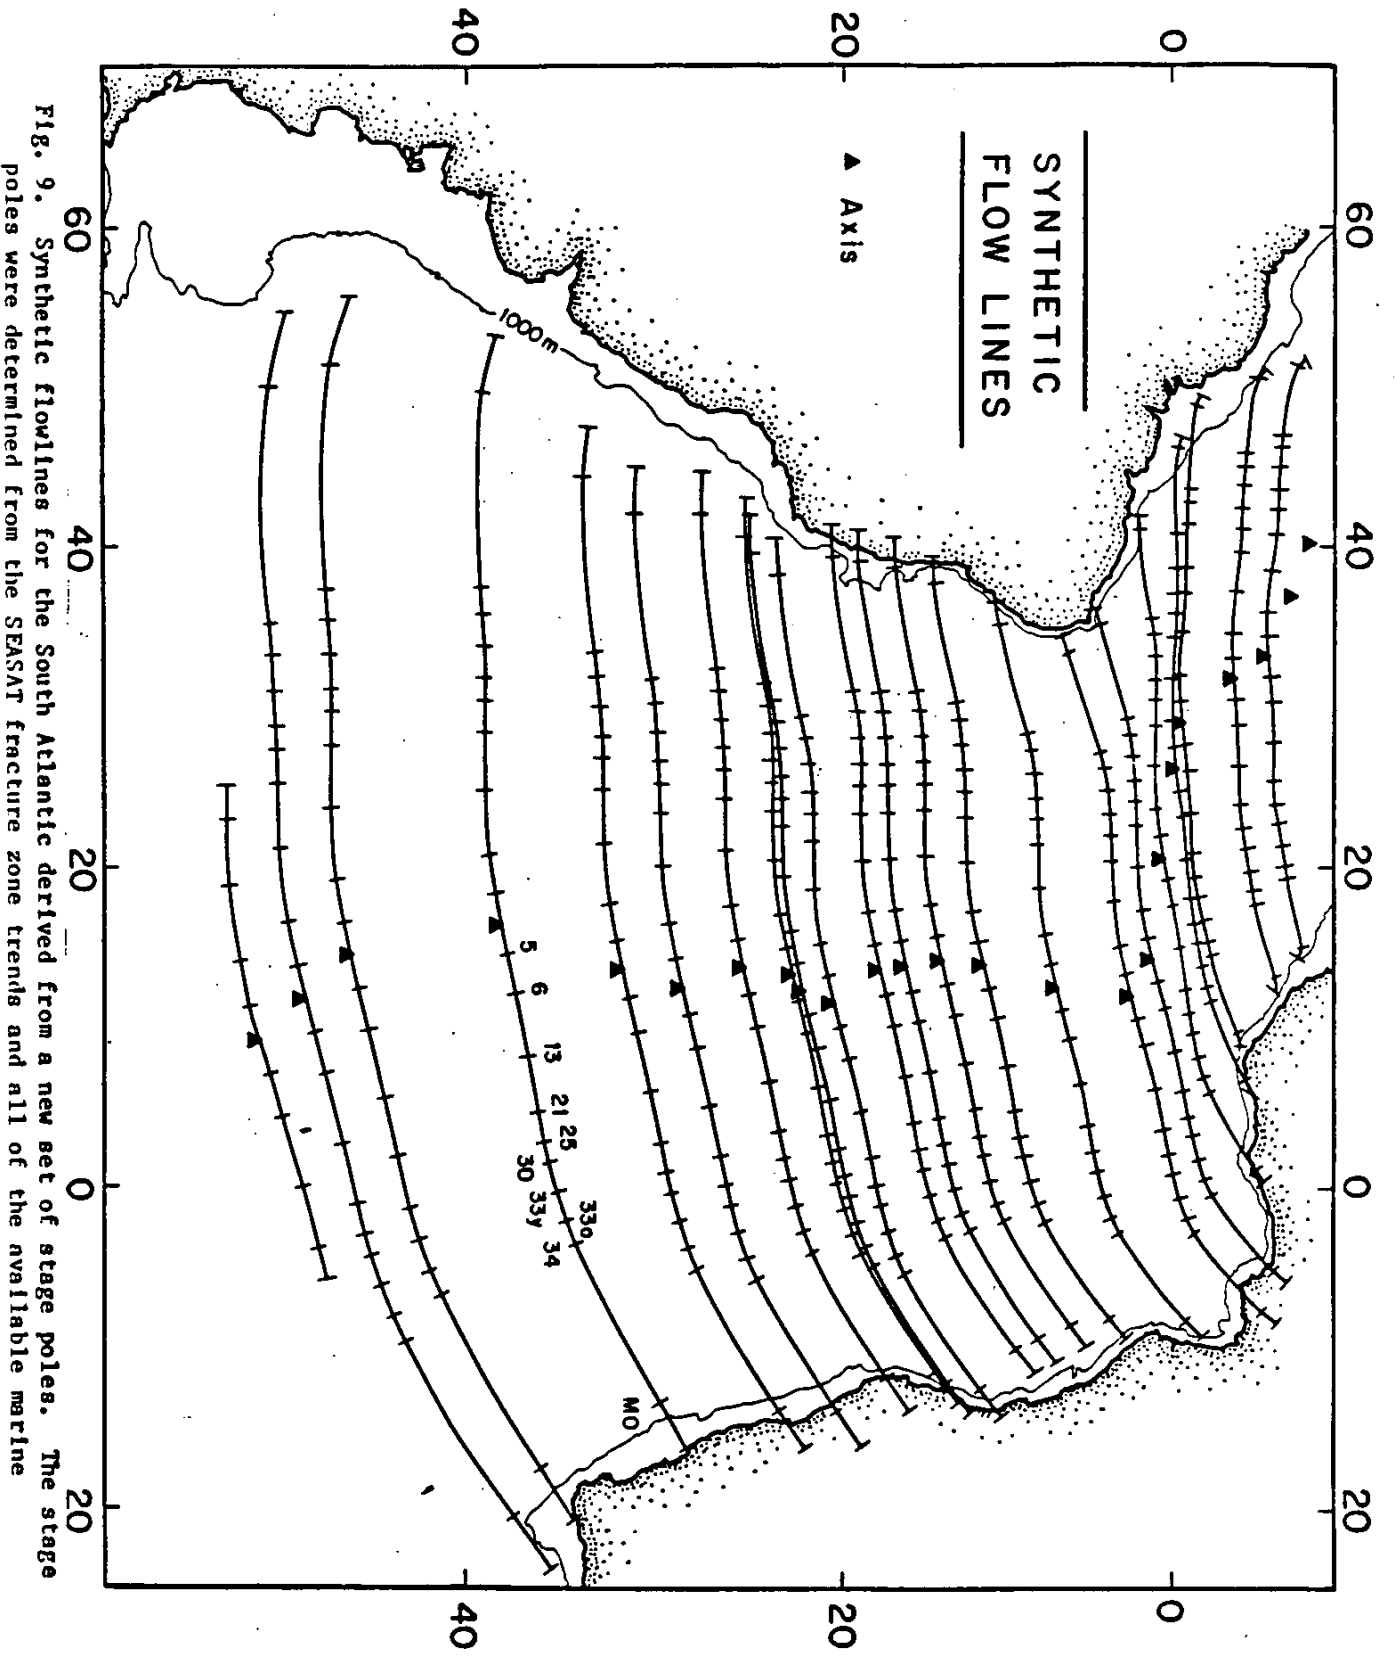 60
40
20
0
20
0
20
40
0
20
40
SYNTHETIC
FLOW LINES
▲ Axis
1000m
5
6
13
21
25
30
33y
33o
34
MO
60
40
20
0
20
Fig. 9. Synthetic flowlines for the South Atlantic derived from a new set of stage poles. The stage
poles were determined from the SEASAT fracture zone trends and all of the available marine